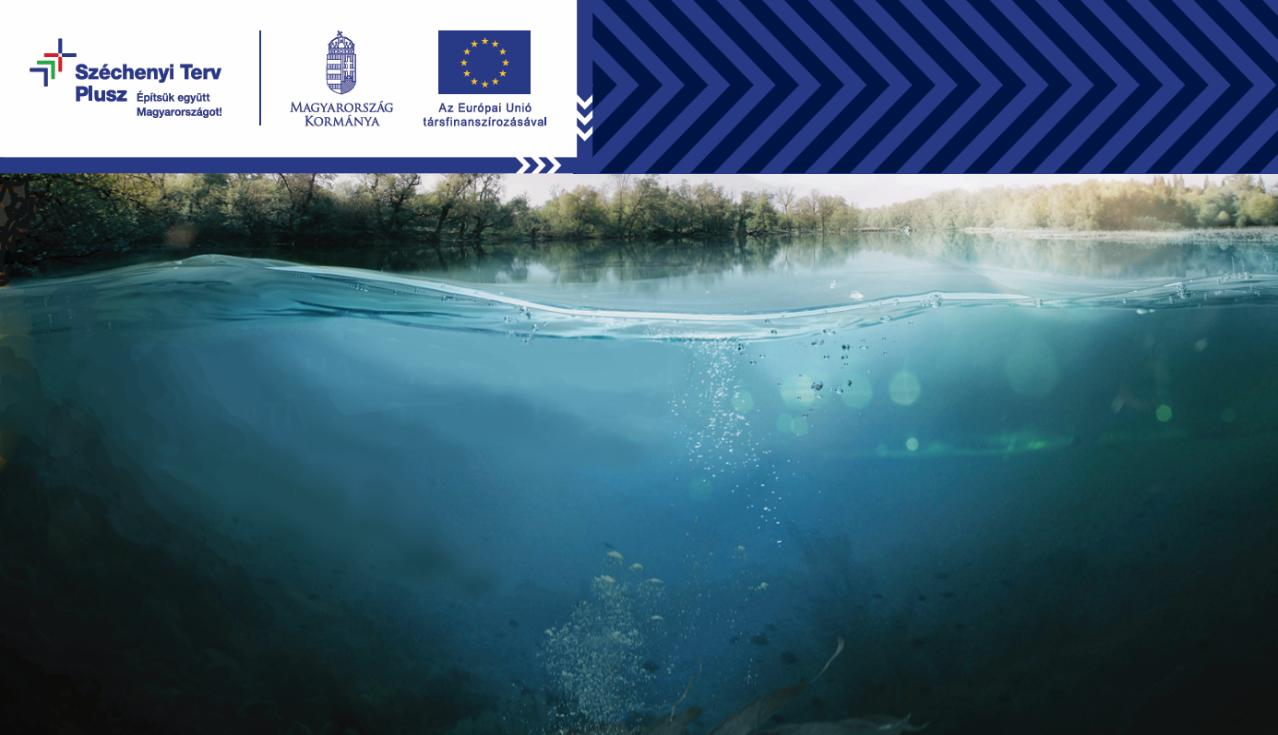 Széchenyi Terv
Plusz Építsük együtt
Magyarországot!
MAGYARORSZÁG
KORMÁNYA
Az Európai Unió
társfinanszírozásával